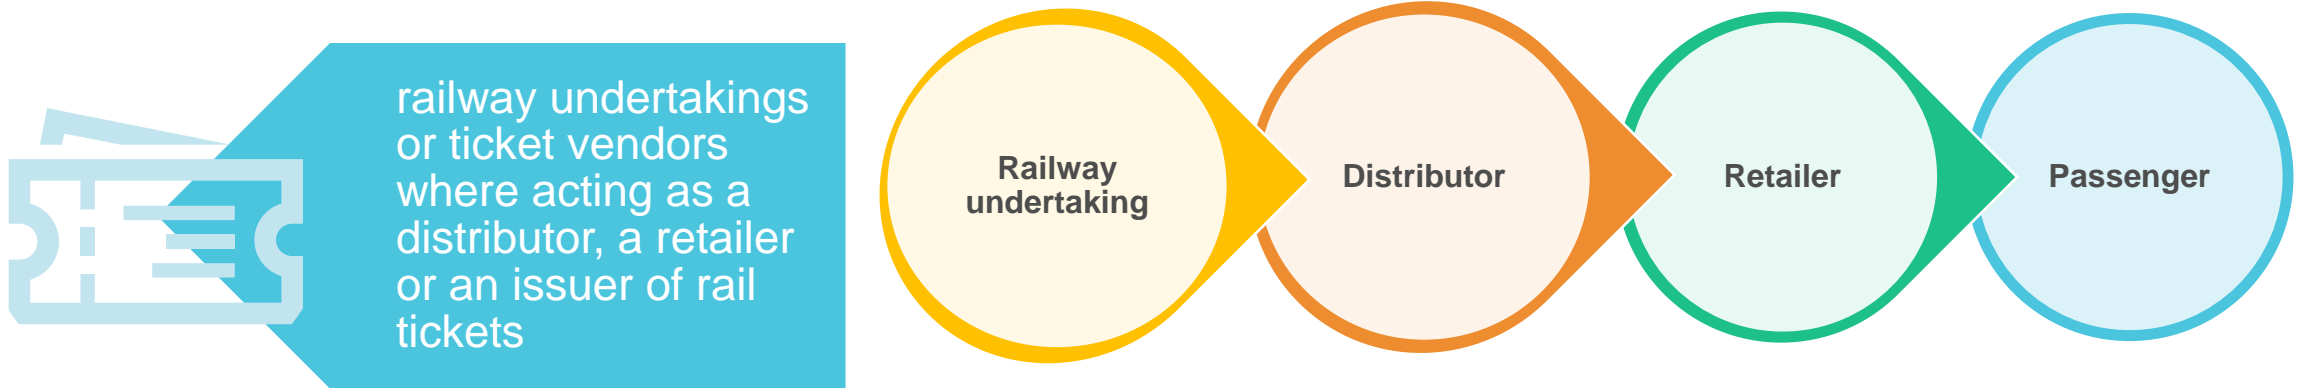 railway undertakings
or ticket vendors
where acting as a
distributor, a retailer
or an issuer of rail
tickets
Railway
undertaking
Distributor
Retailer
Passenger